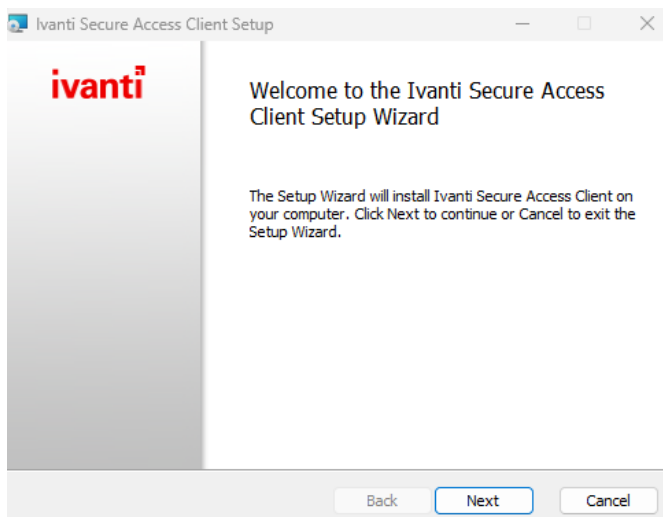 Ivanti Secure Access Client Setup
ivanti
Welcome to the Ivanti Secure Access
Client Setup Wizard
The Setup Wizard will install Ivanti Secure Access Client on
your computer. Click Next to continue or Cancel to exit the
Setup Wizard.
Back Next Cancel